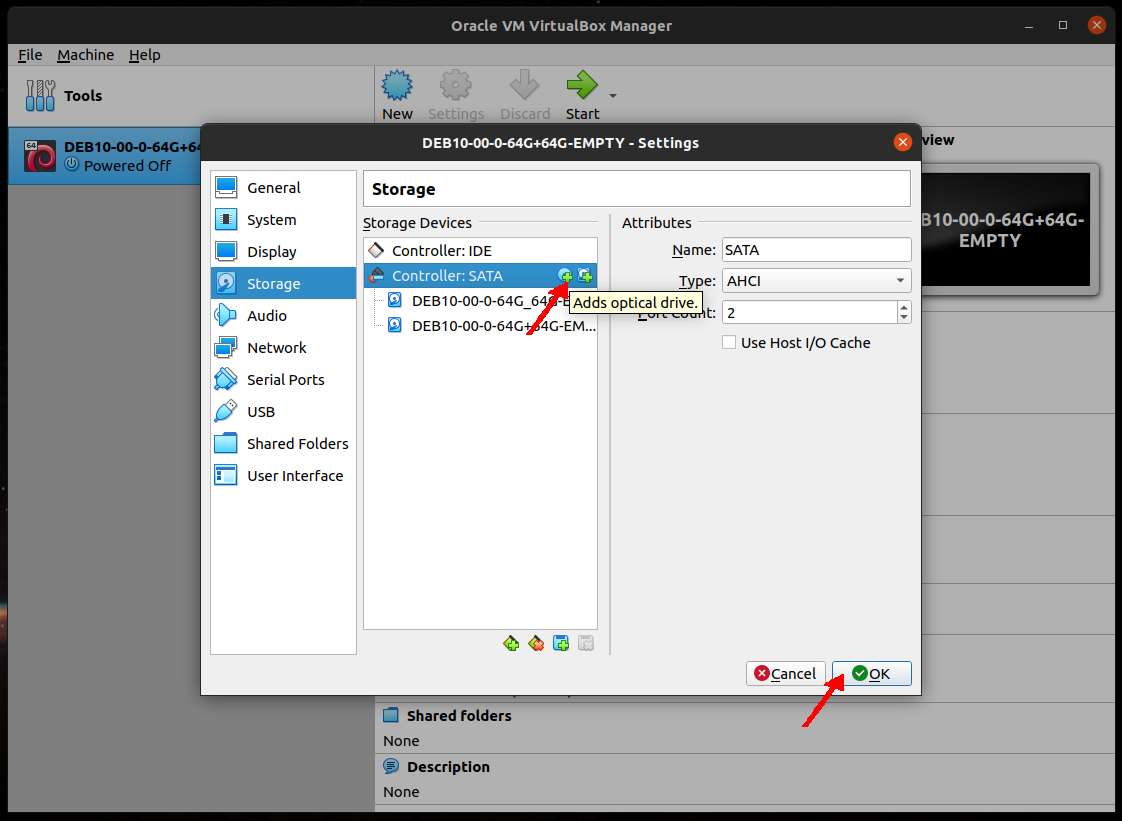 Oracle VM VirtualBox Manager
File Machine Help
Tools
New Settings Discard Start
64
DEB10-00-0-64G+64
Powered Off
DEB10-00-0-64G+64G-EMPTY - Settings
view
B10-00-0-64G+64G-
EMPTY
General
System
Display
Storage
Audio
Network
Serial Ports
USB
Shared Folders
User Interface
Storage
Storage Devices
Controller: IDE
Controller: SATA
DEB10-00-0-64G_64G-E
DEB10-00-0-64G+64G-EM...
Adds optical drive.
Attributes
Name: SATA
Type: AHCI
Port Count: 2
Use Host I/O Cache
Cancel OK
Shared folders
None
Description
None